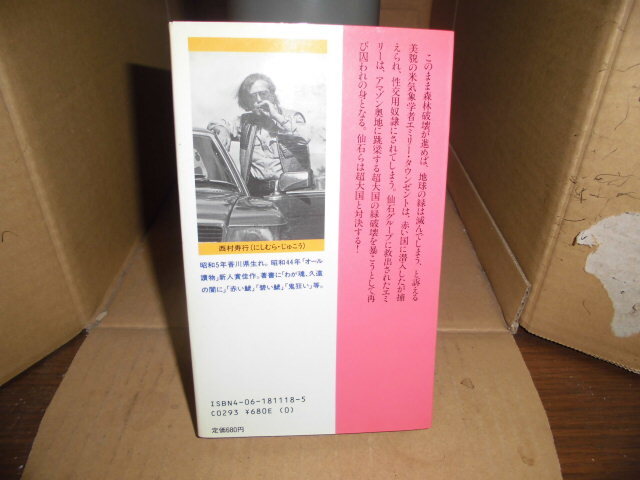 このまま森林破壊が進めば、地球の緑は滅んでしまう、と訴える
美貌の米気象学者エミリー・タウンゼントは、赤い国に潜入したが捕
えられ、性交用奴隷にされてしまう。仙石グループに救出されたエミ
リーは、アマゾン奥地に跳梁する超大国の緑破壊を暴こうとして再
び囚われの身となる。仙石らは超大国と対決する!
西村寿行(にしむら・じゅこう)
昭和5年香川県生れ。昭和44年「オール
讀物」新人賞佳作。著書に「わが魂、久遠
の闇に」「赤い鯱」「碧い鯱」「鬼狂い」等。
ISBN4-06-181118-5
C0293 ¥680E (0)
定価680円